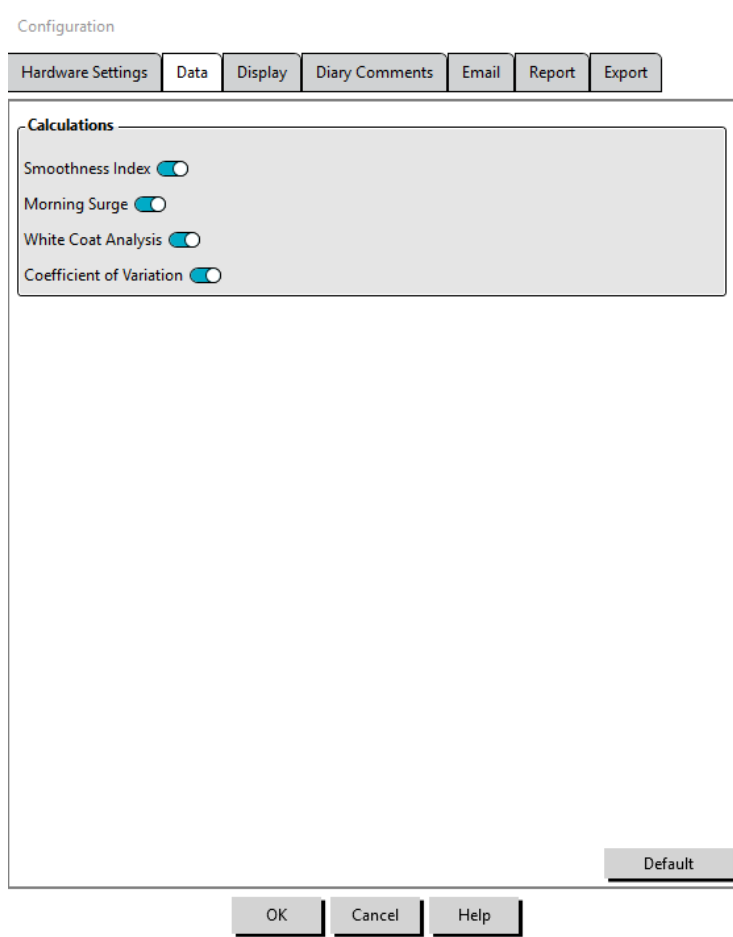 Configuration
Hardware Settings Data Display Diary Comments Email Report Export
Calculations
Smoothness Index
Morning Surge
White Coat Analysis
Coefficient of Variation
Default
OK Cancel Help